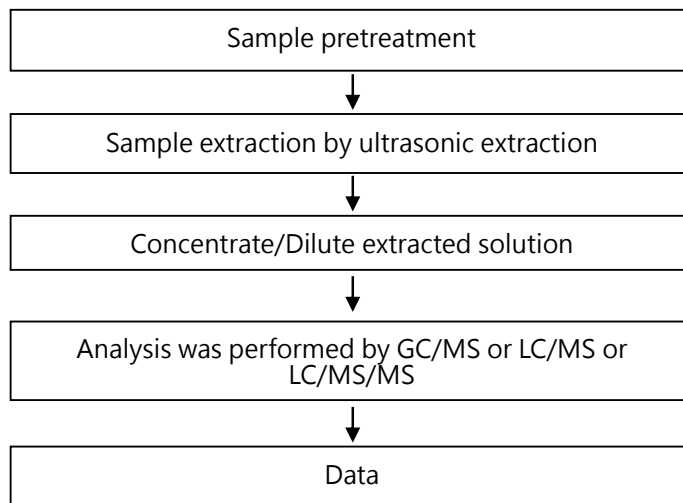 Sample pretreatment
Sample extraction by ultrasonic extraction
Concentrate/Dilute extracted solution
Analysis was performed by GC/MS or LC/MS or
LC/MS/MS
Data